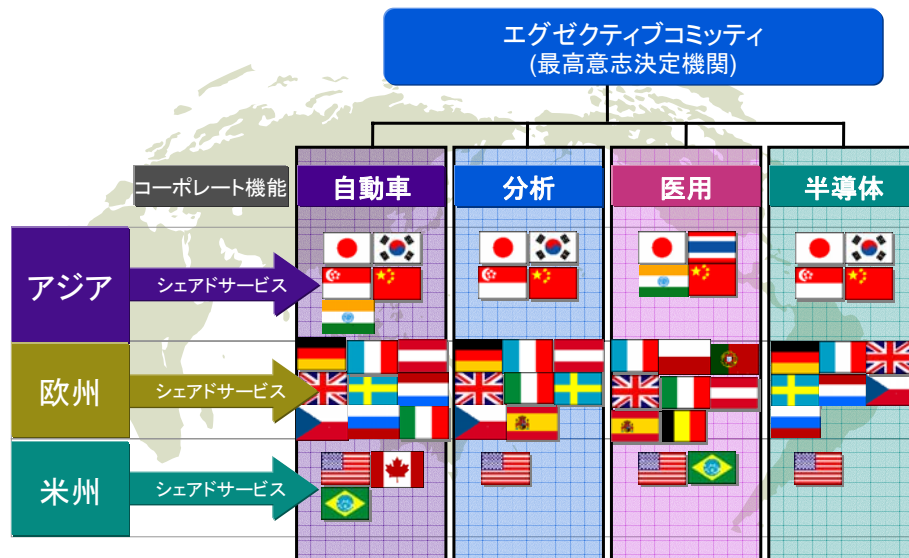 エグゼクティブコミッティ
(最高意志決定機関)
コーポレート機能
自動車
分析
医用
半導体
アジア
シェアドサービス
欧州
シェアドサービス
米州
シェアドサービス